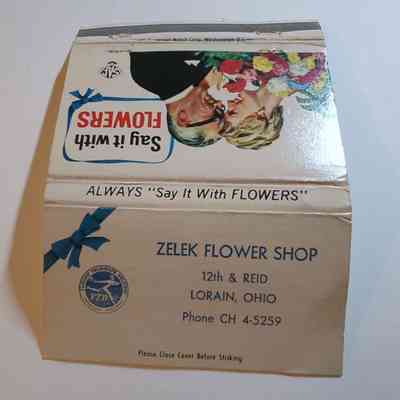 Say it with
FLOWERS
ALWAYS "Say It With FLOWERS"
ZELEK FLOWER SHOP
12th & REID
LORAIN, OHIO
Phone CH 4-5259
Please Close Cover Before Striking